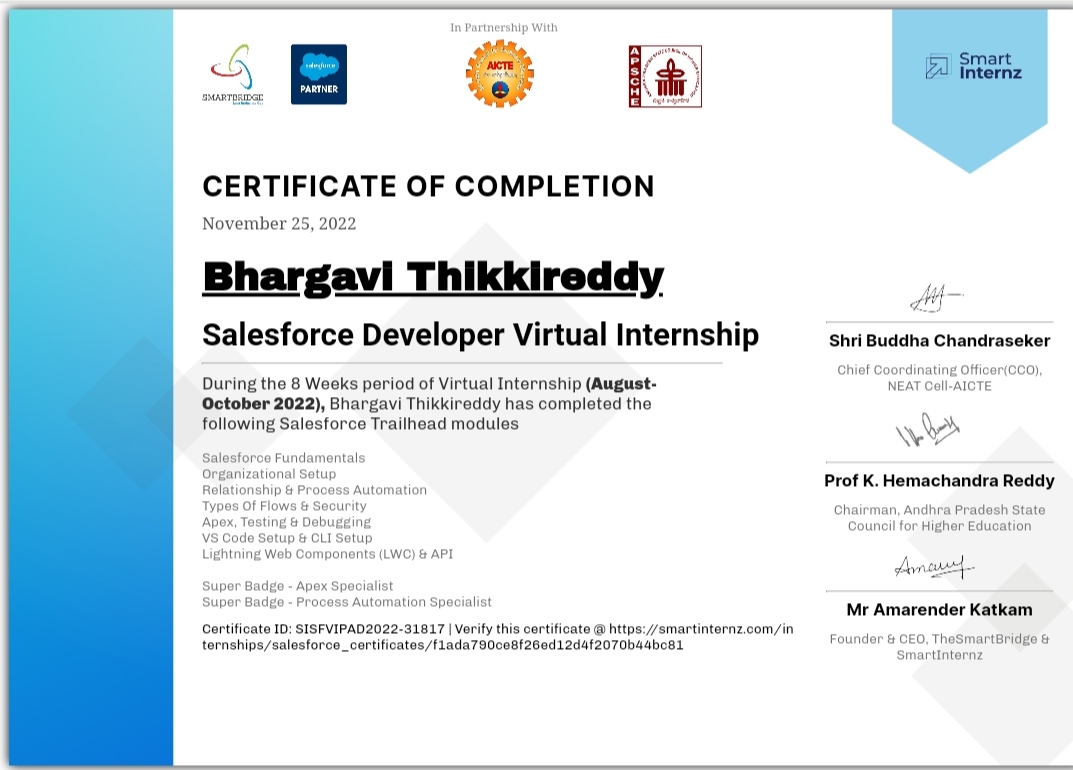 In Partnership With
SMARTBRIDGE
salesforce
PARTNER
AICTE
APSCHE
Smart
Internz
CERTIFICATE OF COMPLETION
November 25, 2022
Bhargavi Thikkireddy
Salesforce Developer Virtual Internship
During the 8 Weeks period of Virtual Internship (August-
October 2022), Bhargavi Thikkireddy has completed the
following Salesforce Trailhead modules
Salesforce Fundamentals
Organizational Setup
Relationship & Process Automation
Types Of Flows & Security
Apex, Testing & Debugging
VS Code Setup & CLI Setup
Lightning Web Components (LWC) & API
Super Badge - Apex Specialist
Super Badge - Process Automation Specialist
Certificate ID: SISFVIPAD2022-31817 | Verify this certificate @ https://smartinternz.com/in
ternships/salesforce_certificates/f1ada790ce8f26ed12d4f2070b44bc81
Shri Buddha Chandraseker
Chief Coordinating Officer(CCO),
NEAT Cell-AICTE
Prof K. Hemachandra Reddy
Chairman, Andhra Pradesh State
Council for Higher Education
Mr Amarender Katkam
Founder & CEO, TheSmartBridge &
SmartInternz